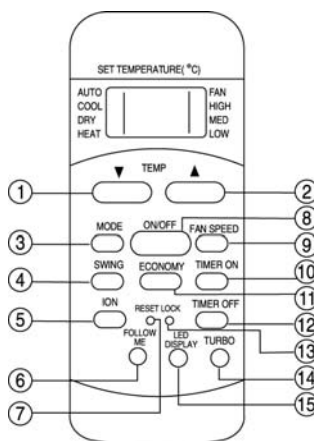 SET TEMPERATURE(°C)
AUTO
COOL
DRY
HEAT
FAN
HIGH
MED
LOW
▼ TEMP ▲
1
2
MODE
ON/OFF
FAN SPEED
8
3
9
SWING
ECONOMY
TIMER ON
4
10
11
ION
RESET LOCK
TIMER OFF
5
12
FOLLOW
ME
LED
DISPLAY
TURBO
13
6
14
7
15